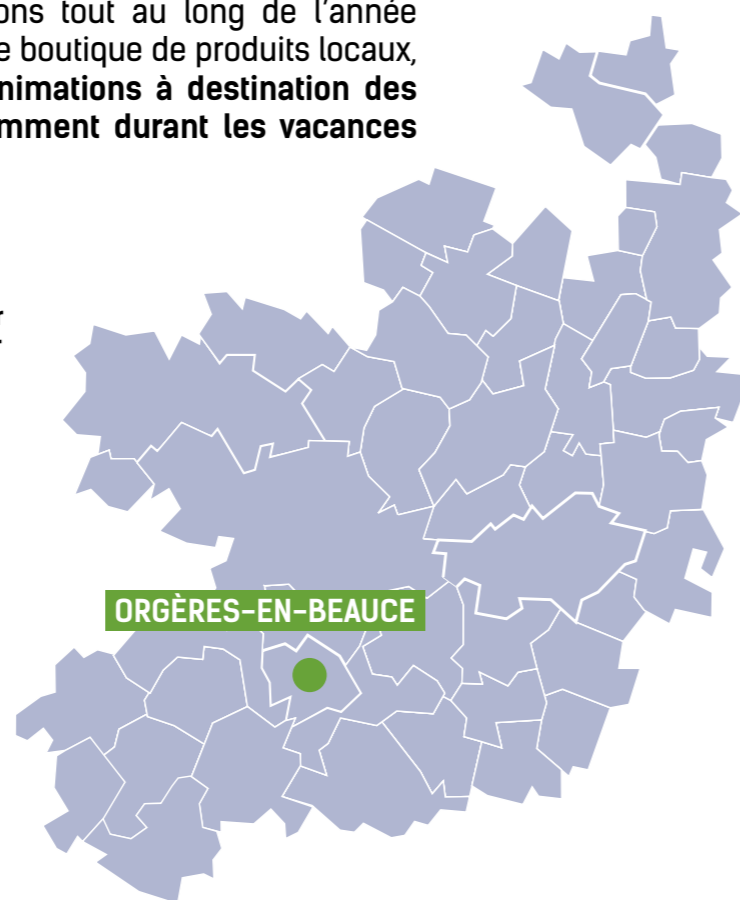 ons tout au long de l’année
e boutique de produits locaux,
nimations à destination des
mment durant les vacances
ORGÈRES-EN-BEAUCE